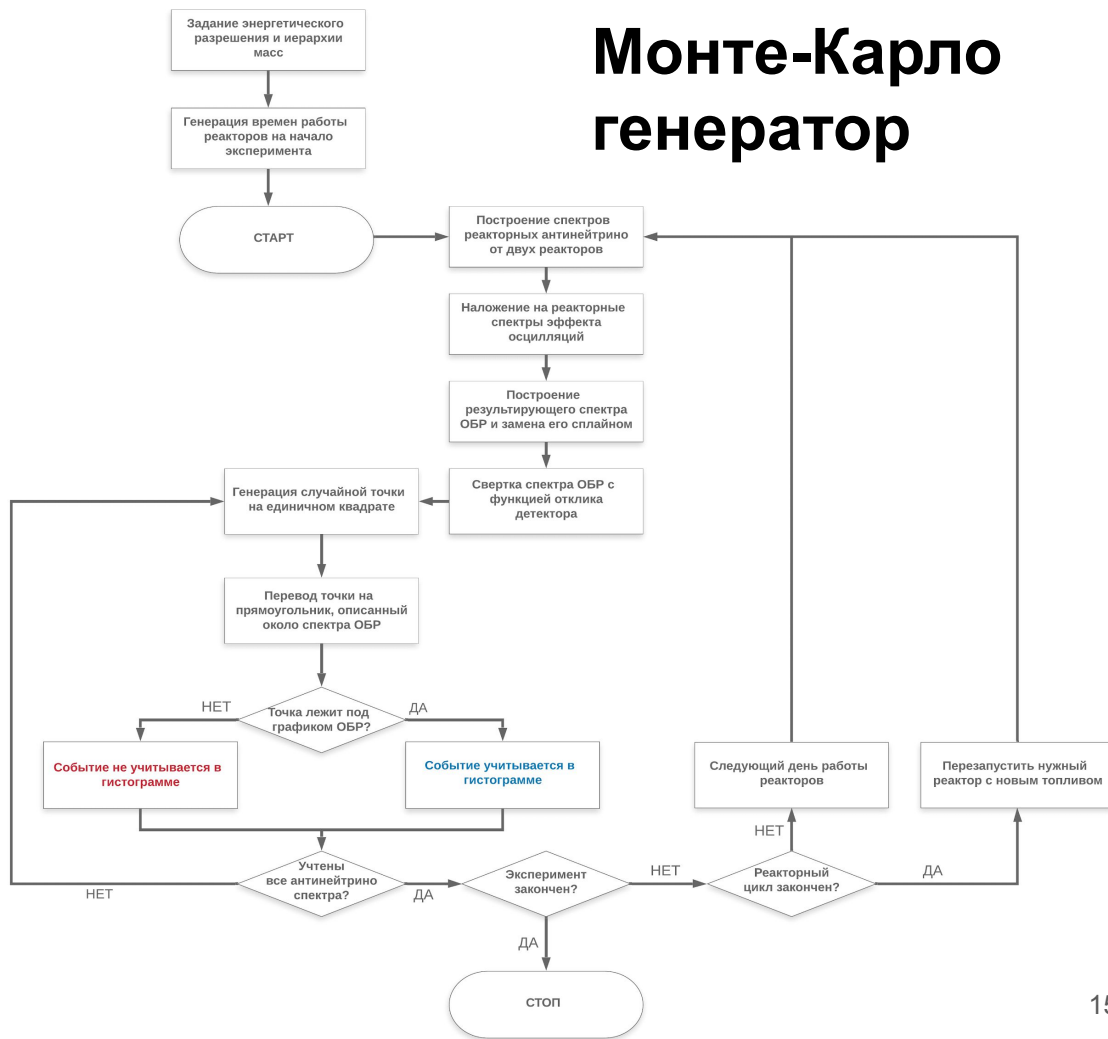 Монте-Карло
генератор
Задание энергетического
разрешения и иерархии
масс
Генерация времен работы
реакторов на начало
эксперимента
СТАРТ
Построение спектров
реакторных антинейтрино
от двух реакторов
Наложение на реакторные
спектры эффекта
осцилляций
Построение
результирующего спектра
ОБР и замена его сплайном
Свертка спектра ОБР с
функцией отклика
детектора
Генерация случайной точки
на единичном квадрате
Перевод точки на
прямоугольник, описанный
около спектра ОБР
НЕТ
Точка лежит под
графиком ОБР?
ДА
Событие не учитывается в
гистограмме
Событие учитывается в
гистограмме
Следующий день работы
реакторов
Перезапустить нужный
реактор с новым топливом
НЕТ
НЕТ
Учтены
все антинейтрино
спектра?
ДА
Эксперимент
закончен?
НЕТ
Реакторный
цикл закончен?
ДА
ДА
СТОП
15